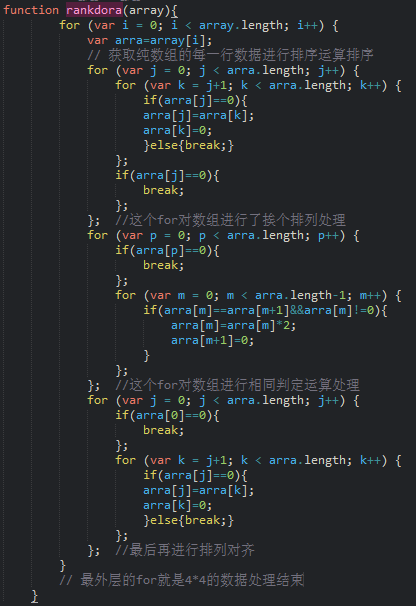 function rankdora(array){
for (var i = 0; i < array.length; i++) {
var arra=array[i];
// 获取纯数组的每一行数据进行排序运算排序
for (var j = 0; j < arra.length; j++) {
for (var k = j+1; k < arra.length; k++) {
if(arra[j]==0){
arra[j]=arra[k];
arra[k]=0;
}else{break;}
};
if(arra[j]==0){
break;
};
}; //这个for对数组进行了挨个排列处理
for (var p = 0; p < arra.length; p++) {
if(arra[p]==0){
break;
};
for (var m = 0; m < arra.length-1; m++) {
if(arra[m]==arra[m+1]&&arra[m]!=0){
arra[m]=arra[m]*2;
arra[m+1]=0;
}
};
}; //这个for对数组进行相同判定运算处理
for (var j = 0; j < arra.length; j++) {
if(arra[0]==0){
break;
};
for (var k = j+1; k < arra.length; k++) {
if(arra[j]==0){
arra[j]=arra[k];
arra[k]=0;
}else{break;}
};
}; //最后再进行排列对齐
}
// 最外层的for就是4*4的数据处理结束
}